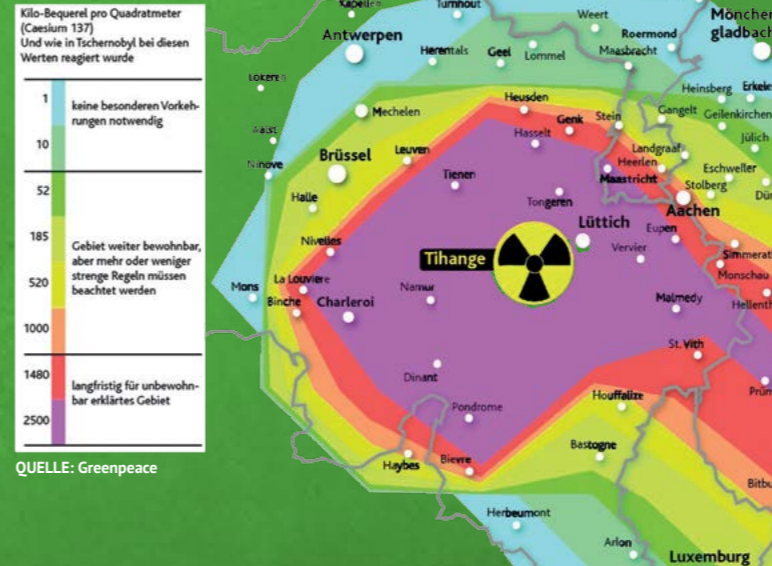 Kilo-Bequerel pro Quadratmeter
(Caesium 137)
Und wie in Tschernobyl bei diesen
Werten reagiert wurde
1
keine besonderen Vorkeh-
rungen notwendig
10
52
185
Gebiet weiter bewohnbar,
aber mehr oder weniger
strenge Regeln müssen
beachtet werden
520
1000
1480
langfristig für unbewohn-
bar erklärtes Gebiet
2500
QUELLE: Greenpeace
Kapellen
Turnhout
Weert
Mönchen
gladbach
Antwerpen
Roermond
Herentals
Geel
Lommel
Maasbracht
Lokeren
Heinsberg
Erkele
Heusden
Mechelen
Genk
Stein
Gangelt
Geilenkirchen
Aalst
Hasselt
Jülich
Landgraaf
Brüssel
Leuven
Heerlen
Eschweiler
Ninove
Tienen
Maastricht
Stolberg
Dür
Halle
Tongeren
Aachen
Lüttich
Eupen
Nivelles
Vervier
Simmerat
Tihange
Monschau
La Louviere
Mons
Namur
Binche
Charleroi
Malmedy
Hellenth
St. Vith
Dinant
Prün
Houffalize
Pondrome
Bastogne
Haybes
Bievre
Bitbu
Herbeumont
Arlon
Luxemburg